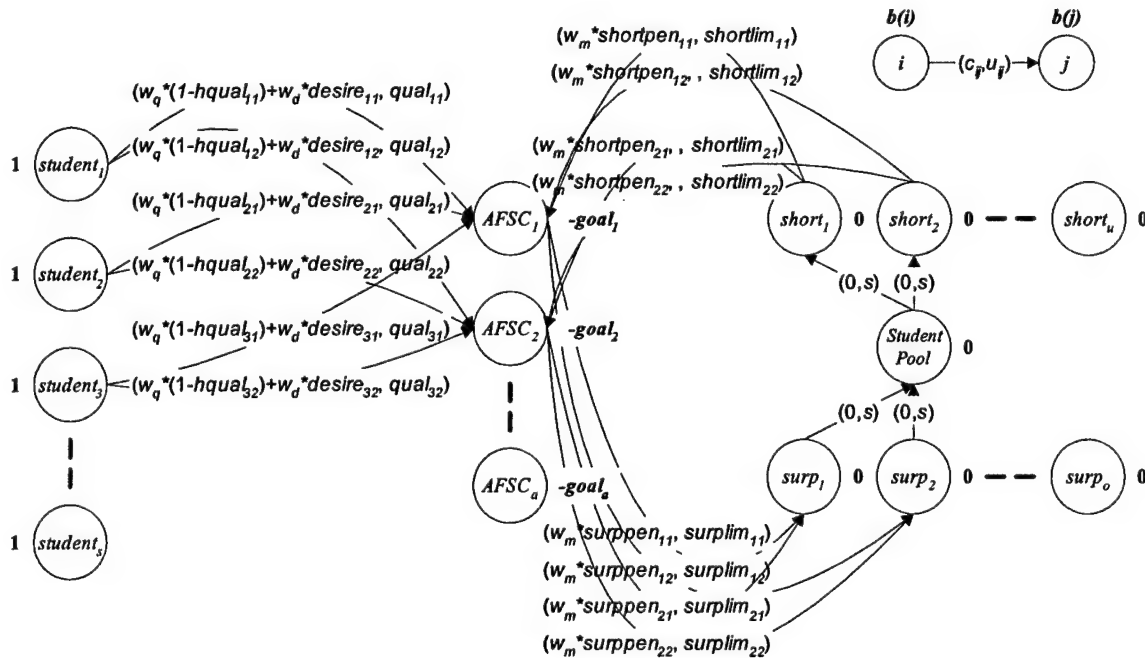 b(i) b(j)
i (c_ij, u_ij) j
(w_m*shortpen_11, shortlim_11)
(w_m*shortpen_12, , shortlim_12)
(w_m*shortpen_21, , shortlim_21)
(w_m*shortpen_22, , shortlim_22)
(w_q*(1-hqual_11)+w_d*desire_11, qual_11)
(w_q*(1-hqual_12)+w_d*desire_12, qual_12)
(w_q*(1-hqual_21)+w_d*desire_21, qual_21)
(w_q*(1-hqual_22)+w_d*desire_22, qual_22)
(w_q*(1-hqual_31)+w_d*desire_31, qual_31)
(w_q*(1-hqual_32)+w_d*desire_32, qual_32)
1 student_1
1 student_2
1 student_3
1 student_s
AFSC_1 -goal_1
AFSC_2 -goal_2
AFSC_a -goal_a
short_1 0 short_2 0 short_u 0
(0,s) (0,s)
Student
Pool 0
(0,s) (0,s)
surp_1 0 surp_2 0 surp_o 0
(w_m*surppen_11, surplim_11)
(w_m*surppen_12, surplim_12)
(w_m*surppen_21, surplim_21)
(w_m*surppen_22, surplim_22)